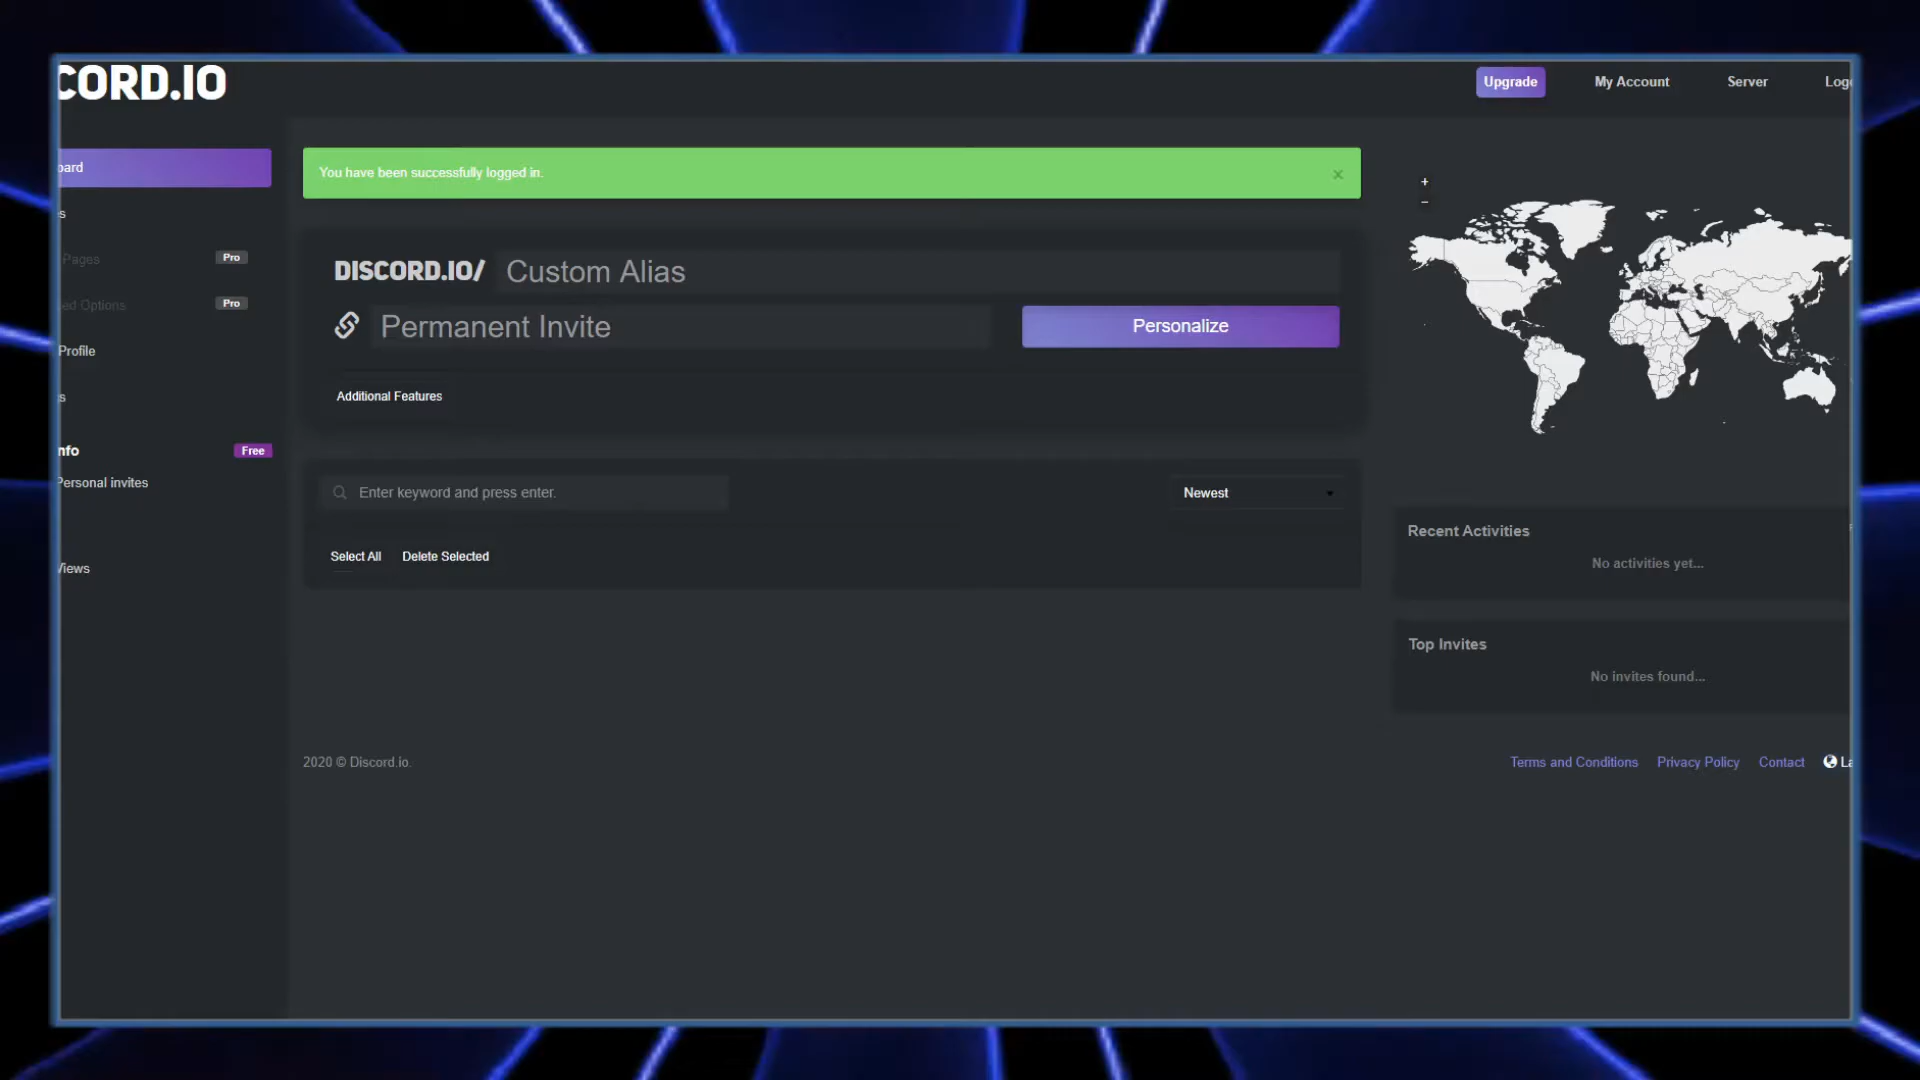 CORD.IO
Upgrade
My Account
Server
Logo
oard
s
Pages
Pro
ed Options
Pro
Profile
s
nfo
Free
Personal invites
Views
You have been successfully logged in.
×
DISCORD.IO/ Custom Alias
Permanent Invite
Personalize
Additional Features
Enter keyword and press enter.
Newest
Select All
Delete Selected
+
−
Recent Activities
No activities yet...
Top Invites
No invites found...
2020 © Discord.io.
Terms and Conditions
Privacy Policy
Contact
La